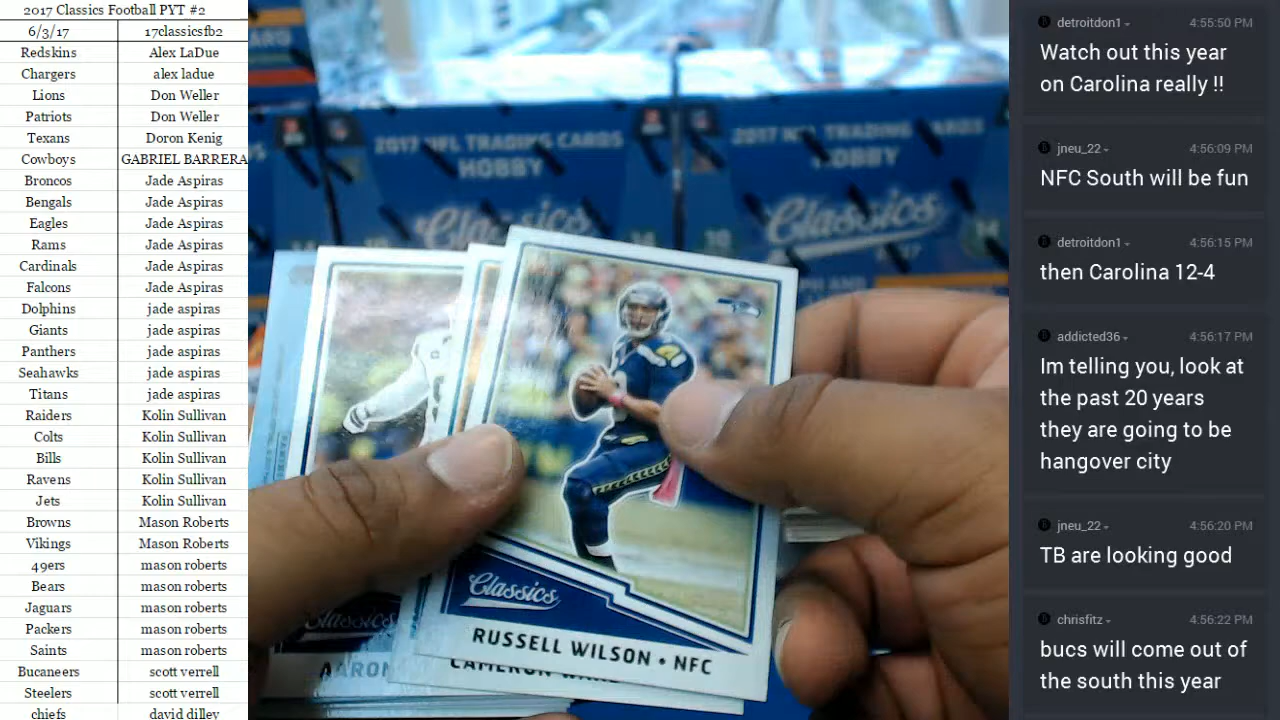 2017 Classics Football PYT #2
6/3/17 17classicsfb2
Redskins Alex LaDue
Chargers alex ladue
Lions Don Weller
Patriots Don Weller
Texans Doron Kenig
Cowboys GABRIEL BARRERA
Broncos Jade Aspiras
Bengals Jade Aspiras
Eagles Jade Aspiras
Rams Jade Aspiras
Cardinals Jade Aspiras
Falcons Jade Aspiras
Dolphins jade aspiras
Giants jade aspiras
Panthers jade aspiras
Seahawks jade aspiras
Titans jade aspiras
Raiders Kolin Sullivan
Colts Kolin Sullivan
Bills Kolin Sullivan
Ravens Kolin Sullivan
Jets Kolin Sullivan
Browns Mason Roberts
Vikings Mason Roberts
49ers mason roberts
Bears mason roberts
Jaguars mason roberts
Packers mason roberts
Saints mason roberts
Bucaneers scott verrell
Steelers scott verrell
chiefs david dilley
2017 NFL TRADING CARDS
HOBBY
Classics
2017 NFL TRADING CARDS
HOBBY
Classics
Classics
RUSSELL WILSON • NFC
Classics
AARON
CAMERON
detroitdon1 4:55:50 PM
Watch out this year
on Carolina really !!
jneu_22 4:56:09 PM
NFC South will be fun
detroitdon1 4:56:15 PM
then Carolina 12-4
addicted36 4:56:17 PM
Im telling you, look at
the past 20 years
they are going to be
hangover city
jneu_22 4:56:20 PM
TB are looking good
chrisfitz 4:56:22 PM
bucs will come out of
the south this year